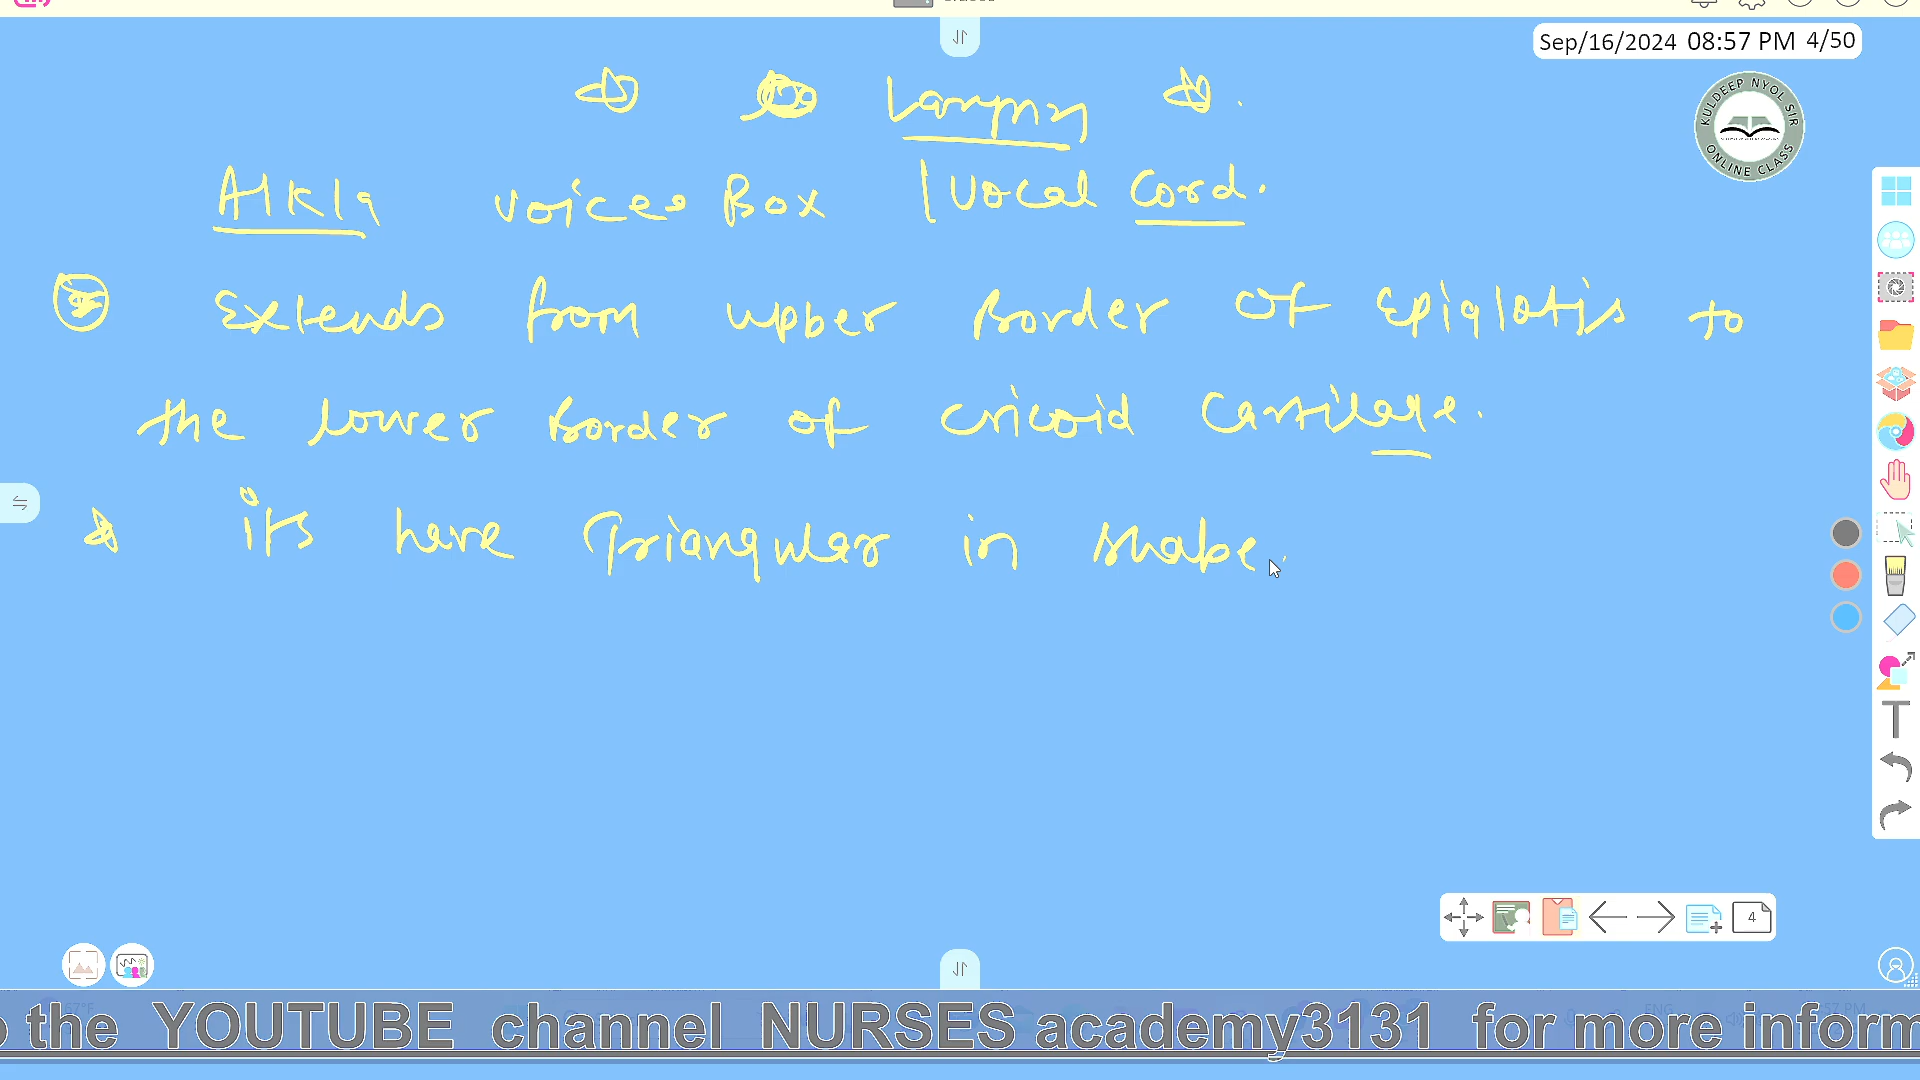 Sep/16/2024 08:57 PM 4/50
Larynx
KULDEEP NYOL SIR
ONLINE CLASS
A/K/a voice Box / vocal Cord.
Extends from upper Border of Epiglotis to
the lower Border of cricoid Cartilage.
its have Triangular in shape.
4
o the YOUTUBE channel NURSES academy3131 for more inform